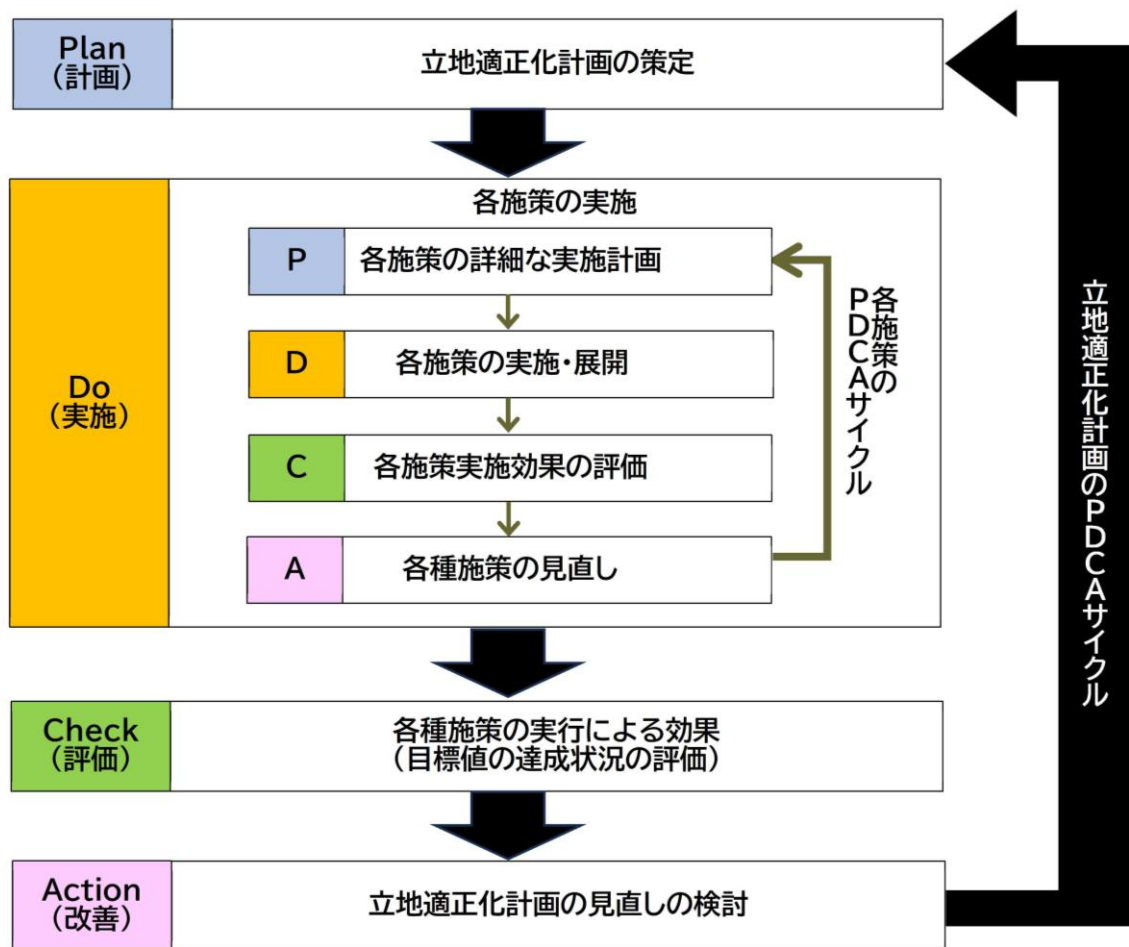 Plan
（計画）
立地適正化計画の策定
Do
（実施）
各施策の実施
P
各施策の詳細な実施計画
D
各施策の実施・展開
C
各施策実施効果の評価
A
各種施策の見直し
各施策の
PDCAサイクル
Check
（評価）
各種施策の実行による効果
（目標値の達成状況の評価）
Action
（改善）
立地適正化計画の見直しの検討
立地適正化計画のPDCAサイクル